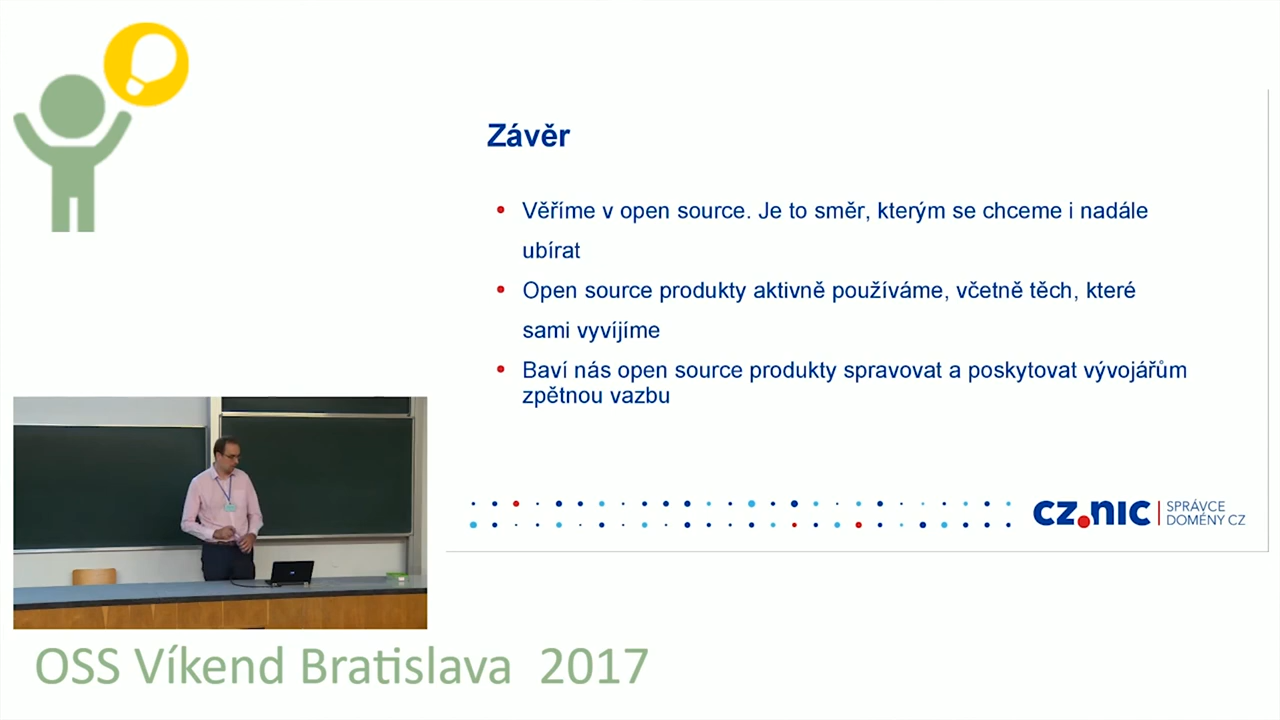 Závěr
Věříme v open source. Je to směr, kterým se chceme i nadále
ubírat
Open source produkty aktivně používáme, včetně těch, které
sami vyvíjíme
Baví nás open source produkty spravovat a poskytovat vývojářům
zpětnou vazbu
cz.nic
SPRÁVCE
DOMÉNY CZ
OSS Víkend Bratislava 2017